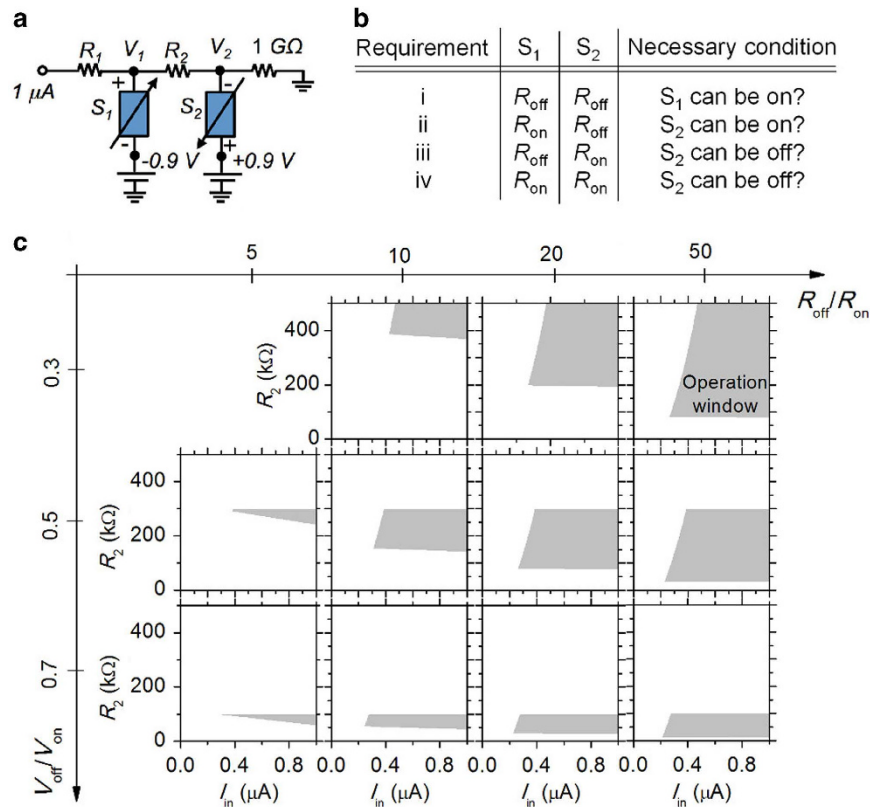 a
R1 V1 R2 V2 1 GΩ
1 μA
+ -
S1 S2
- +
-0.9 V +0.9 V
b
Requirement S1 S2 Necessary condition
i Roff Roff S1 can be on?
ii Ron Roff S2 can be on?
iii Roff Ron S2 can be off?
iv Ron Ron S2 can be off?
c
5 10 20 50
Roff/Ron
0.3
R2 (kΩ)
400
200
0
Operation
window
0.5
R2 (kΩ)
400
200
0
0.7
R2 (kΩ)
400
200
0
Voff/Von
0.0 0.4 0.8 0.0 0.4 0.8 0.0 0.4 0.8 0.0 0.4 0.8
Iin (μA) Iin (μA) Iin (μA) Iin (μA)